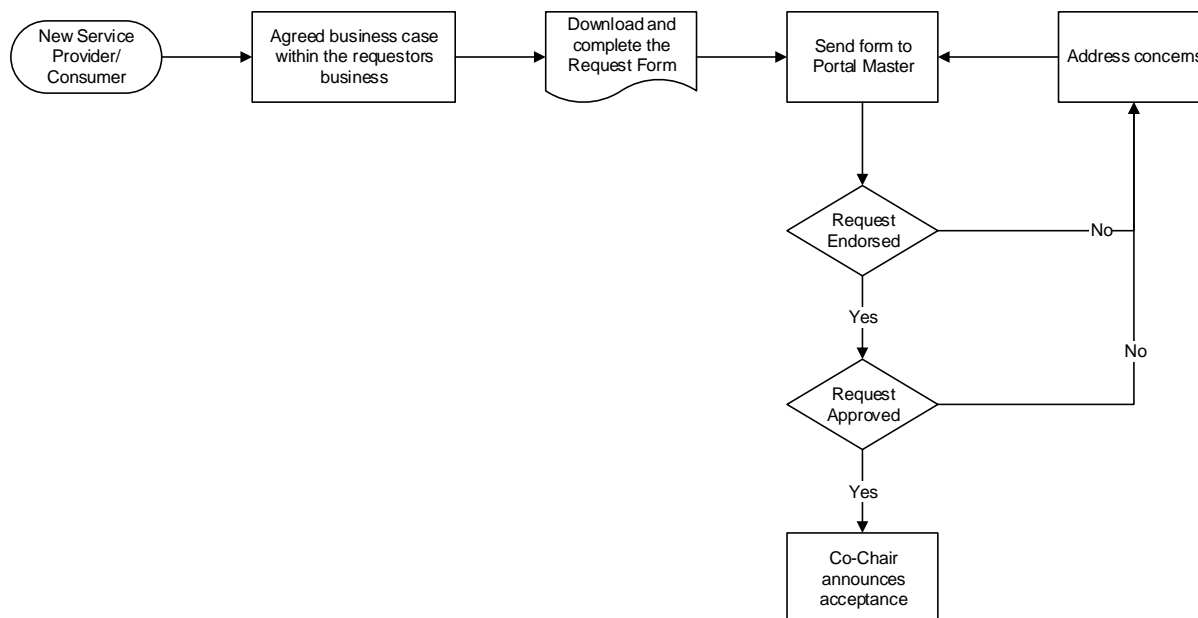 New Service
Provider/
Consumer
Agreed business case
within the requestors
business
Download and
complete the
Request Form
Send form to
Portal Master
Address concerns
Request
Endorsed
No
Yes
Request
Approved
No
Yes
Co-Chair
announces
acceptance